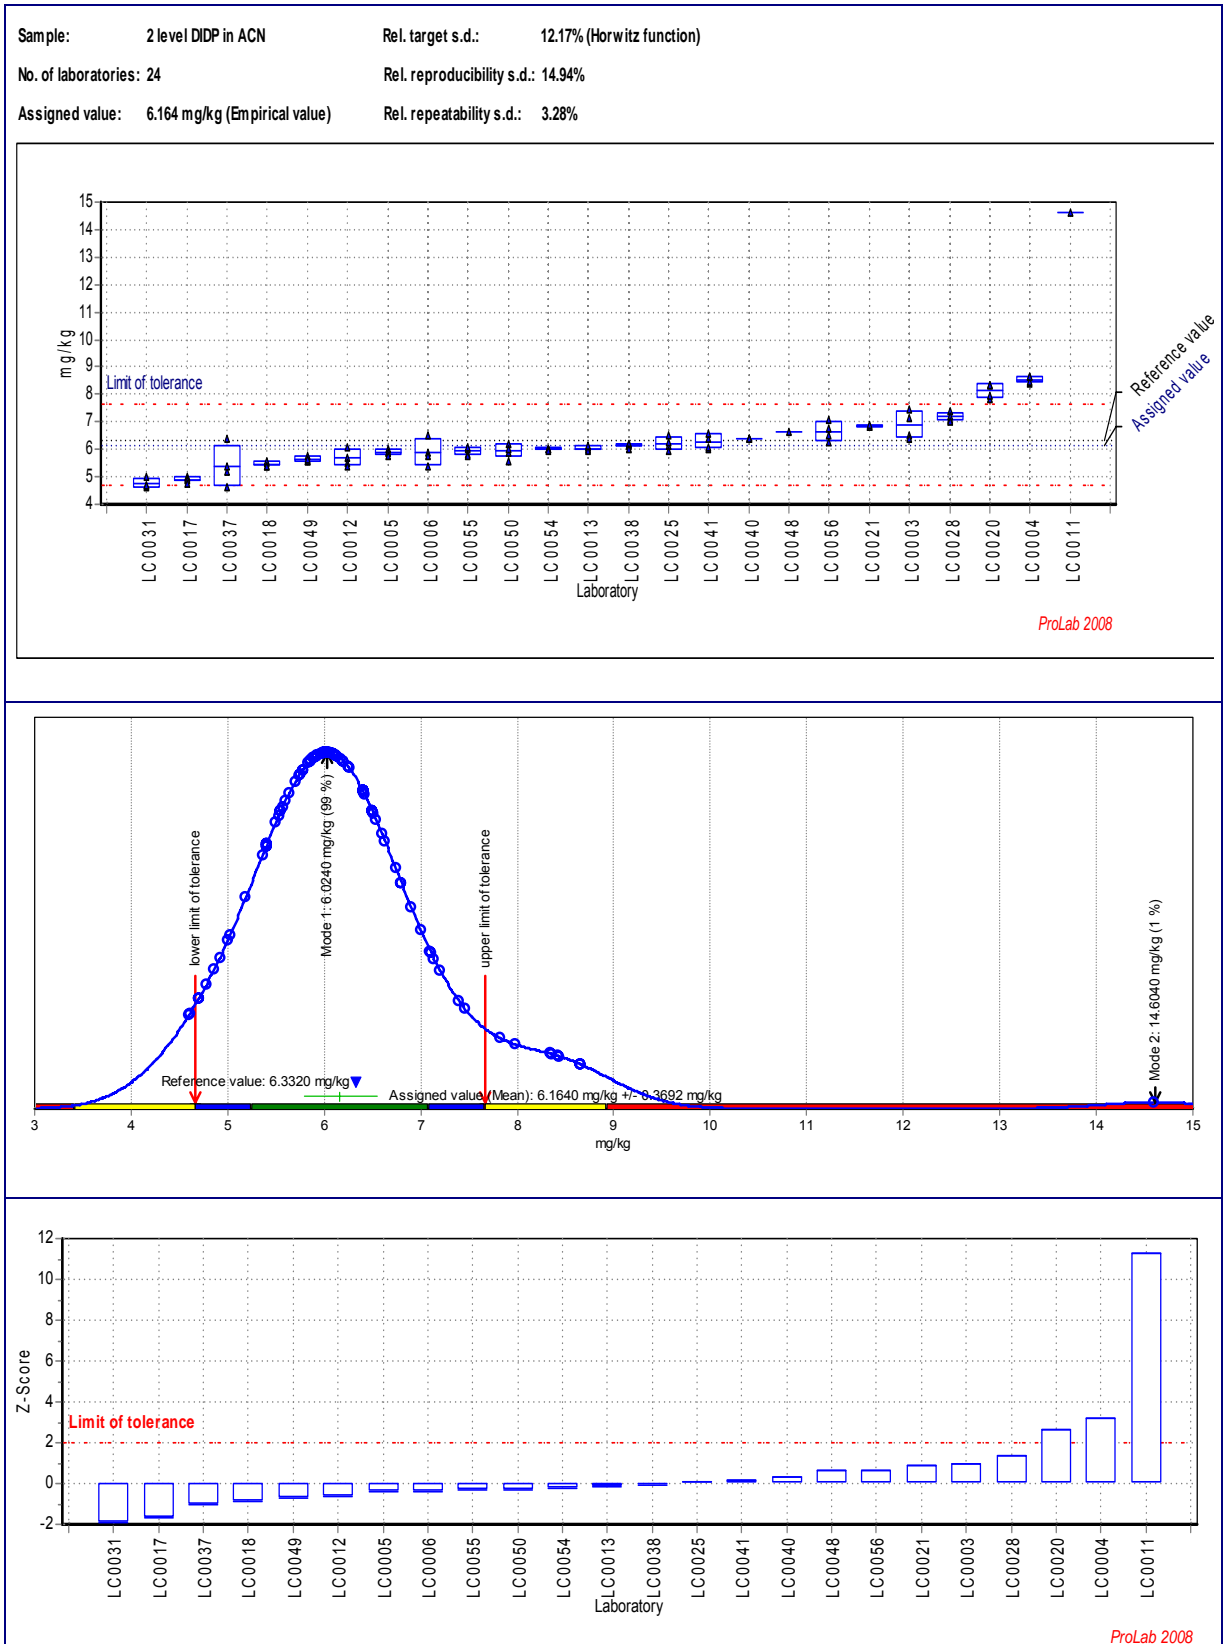 Sample: 2 level DIDP in ACN Rel. target s.d.: 12.17% (Horwitz function)
No. of laboratories: 24 Rel. reproducibility s.d.: 14.94%
Assigned value: 6.164 mg/kg (Empirical value) Rel. repeatability s.d.: 3.28%
15
14
13
12
11
10
9
8
7
6
5
4
mg/kg
Limit of tolerance
Reference value
Assigned value
LC0031 LC0017 LC0037 LC0018 LC0049 LC0012 LC0005 LC0006 LC0055 LC0050 LC0054 LC0013 LC0038 LC0025 LC0041 LC0040 LC0048 LC0056 LC0021 LC0003 LC0028 LC0020 LC0004 LC0011
Laboratory
ProLab 2008
lower limit of tolerance
Mode 1: 6.0240 mg/kg (99 %)
upper limit of tolerance
Mode 2: 14.6040 mg/kg (1 %)
Reference value: 6.3320 mg/kg
Assigned value (Mean): 6.1640 mg/kg +/- 0.3692 mg/kg
3 4 5 6 7 8 9 10 11 12 13 14 15
mg/kg
12
10
8
6
4
2
0
-2
Z-Score
Limit of tolerance
LC0031 LC0017 LC0037 LC0018 LC0049 LC0012 LC0005 LC0006 LC0055 LC0050 LC0054 LC0013 LC0038 LC0025 LC0041 LC0040 LC0048 LC0056 LC0021 LC0003 LC0028 LC0020 LC0004 LC0011
Laboratory
ProLab 2008